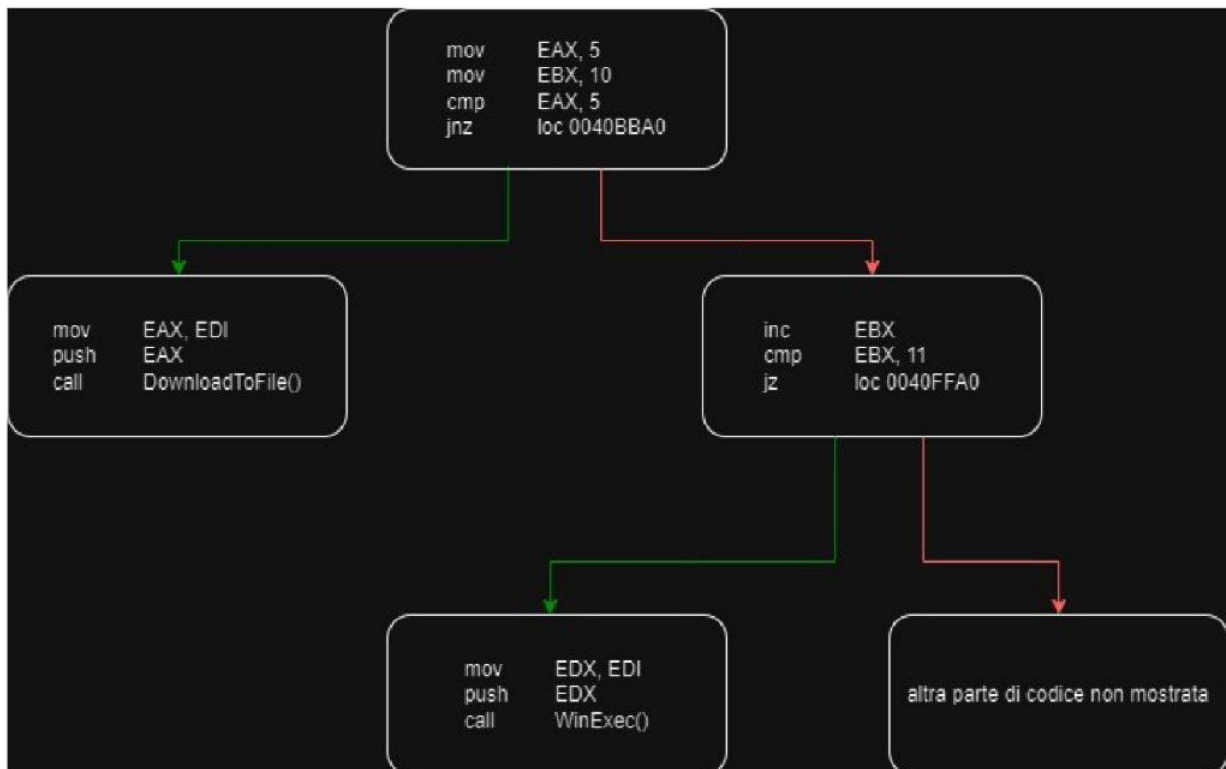 mov EAX, 5
mov EBX, 10
cmp EAX, 5
jnz loc 0040BBA0
mov EAX, EDI
push EAX
call DownloadToFile()
inc EBX
cmp EBX, 11
jz loc 0040FFA0
mov EDX, EDI
push EDX
call WinExec()
altra parte di codice non mostrata